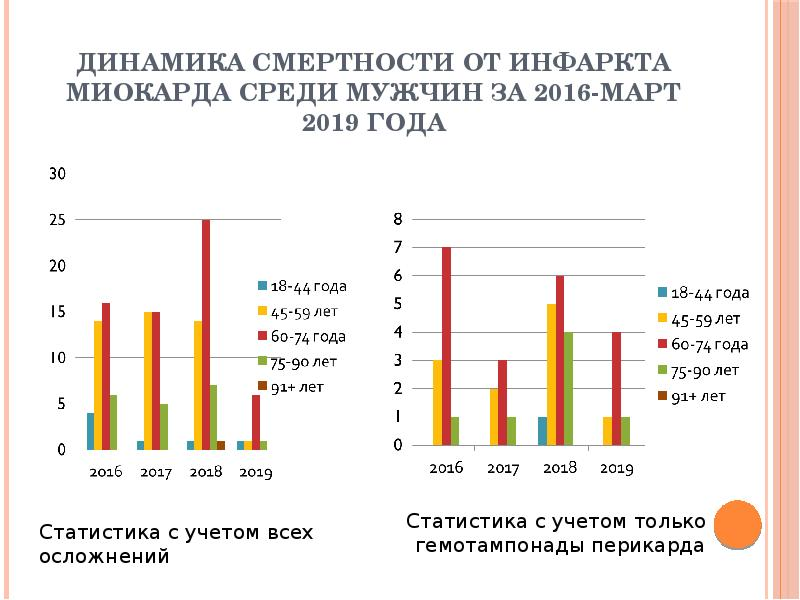 ДИНАМИКА СМЕРТНОСТИ ОТ ИНФАРКТА
МИОКАРДА СРЕДИ МУЖЧИН ЗА 2016-МАРТ
2019 ГОДА
30
25
20
15
10
5
0
2016 2017 2018 2019
18-44 года
45-59 лет
60-74 года
75-90 лет
91+ лет
8
7
6
5
4
3
2
1
0
2016 2017 2018 2019
18-44 года
45-59 лет
60-74 года
75-90 лет
91+ лет
Статистика с учетом всех
осложнений
Статистика с учетом только
гемотампонады перикарда